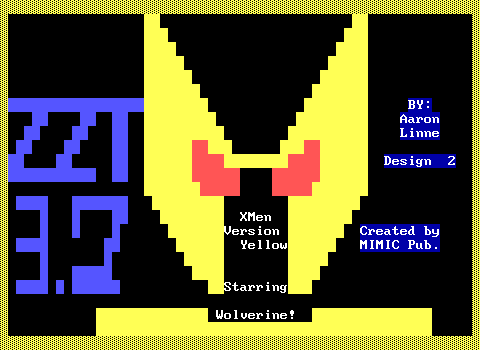 ZZT
3.2
BY:
Aaron
Linne
Design 2
XMen
Version
Yellow
Created by
MIMIC Pub.
Starring
Wolverine!